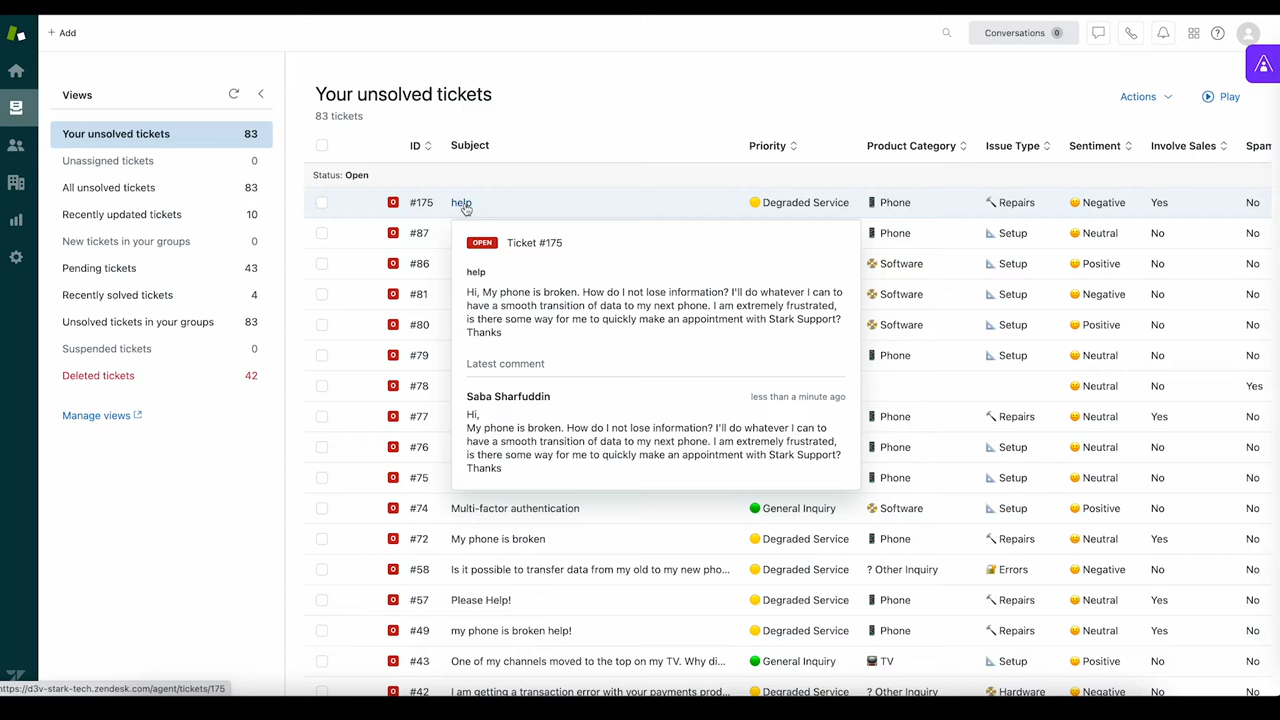 + Add
Conversations 0
Views
Your unsolved tickets 83
Unassigned tickets 0
All unsolved tickets 83
Recently updated tickets 10
New tickets in your groups 0
Pending tickets 43
Recently solved tickets 4
Unsolved tickets in your groups 83
Suspended tickets 0
Deleted tickets 42
Manage views
Your unsolved tickets
83 tickets
Actions
Play
ID Subject Priority Product Category Issue Type Sentiment Involve Sales Spam
Status: Open
O #175 help Degraded Service Phone Repairs Negative Yes No
O #87 Phone Setup Neutral No No
O #86 Software Setup Positive No No
O #81 Software Setup Negative No No
O #80 Software Setup Positive No No
O #79 Phone Setup Neutral No No
O #78 Neutral No Yes
O #77 Phone Repairs Neutral Yes No
O #76 Phone Setup Neutral No No
O #75 Phone Setup Neutral No No
O #74 Multi-factor authentication General Inquiry Software Setup Positive No No
O #72 My phone is broken Degraded Service Phone Repairs Neutral Yes No
O #58 Is it possible to transfer data from my old to my new pho... Degraded Service ? Other Inquiry Errors Negative No No
O #57 Please Help! Degraded Service Phone Repairs Neutral Yes No
O #49 my phone is broken help! Degraded Service Phone Repairs Neutral Yes No
O #43 One of my channels moved to the top on my TV. Why di... General Inquiry TV Setup Positive No No
O #42 I am getting a transaction error with your payments prod... Degraded Service ? Other Inquiry Hardware Negative No No
OPEN Ticket #175
help
Hi, My phone is broken. How do I not lose information? I'll do whatever I can to
have a smooth transition of data to my next phone. I am extremely frustrated,
is there some way for me to quickly make an appointment with Stark Support?
Thanks
Latest comment
Saba Sharfuddin less than a minute ago
Hi,
My phone is broken. How do I not lose information? I'll do whatever I can to
have a smooth transition of data to my next phone. I am extremely frustrated,
is there some way for me to quickly make an appointment with Stark Support?
Thanks
https://d3v-stark-tech.zendesk.com/agent/tickets/175